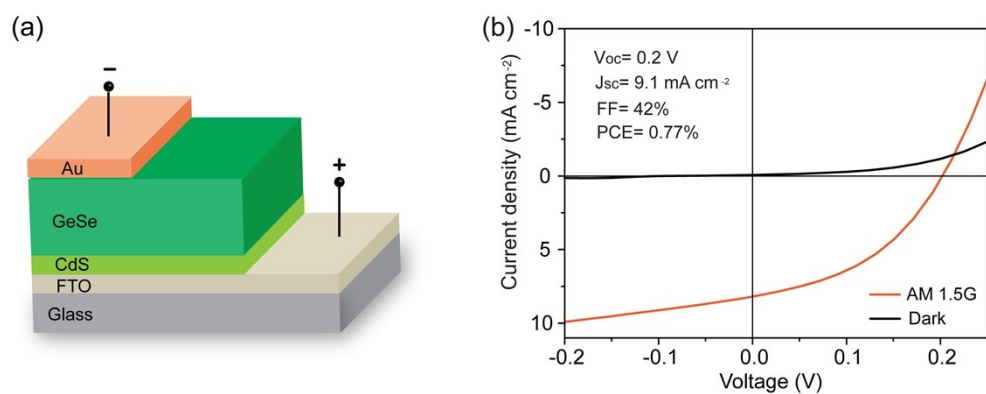 (a)
−
Au
+
GeSe
CdS
FTO
Glass
(b)
Current density (mA cm⁻²)
-10
-5
0
5
10
Voc= 0.2 V
Jsc= 9.1 mA cm⁻²
FF= 42%
PCE= 0.77%
AM 1.5G
Dark
-0.2
-0.1
0.0
0.1
0.2
Voltage (V)